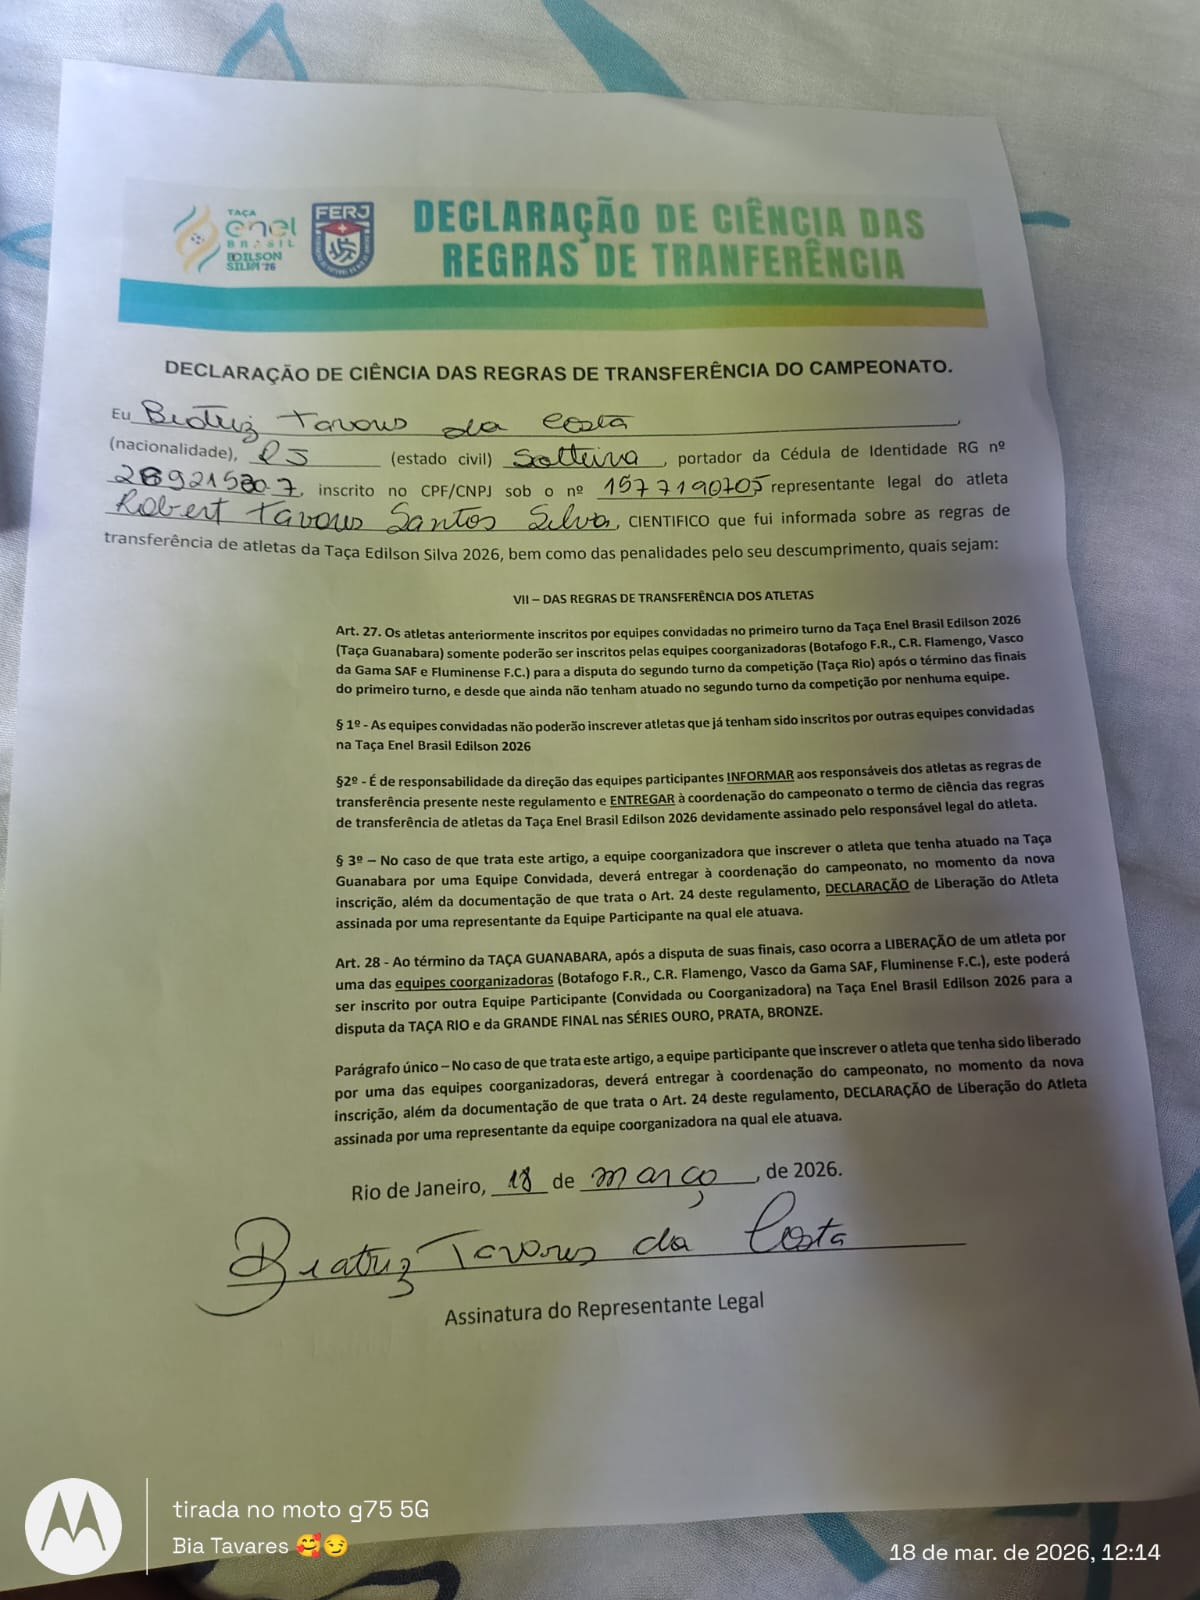 TAÇA
enel
BRASIL
EDILSON
SILVA '26
FERJ
DECLARAÇÃO DE CIÊNCIA DAS
REGRAS DE TRANFERÊNCIA
DECLARAÇÃO DE CIÊNCIA DAS REGRAS DE TRANSFERÊNCIA DO CAMPEONATO.
Eu Beatriz Tavares da Costa,
(nacionalidade), RJ (estado civil) Solteira, portador da Cédula de Identidade RG nº
, inscrito no CPF/CNPJ sob o nº 1577190705 representante legal do atleta
Robert Tavares Santos Silva, CIENTIFICO que fui informada sobre as regras de
transferência de atletas da Taça Edilson Silva 2026, bem como das penalidades pelo seu descumprimento, quais sejam:
VII – DAS REGRAS DE TRANSFERÊNCIA DOS ATLETAS
Art. 27. Os atletas anteriormente inscritos por equipes convidadas no primeiro turno da Taça Enel Brasil Edilson 2026
(Taça Guanabara) somente poderão ser inscritos pelas equipes coorganizadoras (Botafogo F.R., C.R. Flamengo, Vasco
da Gama SAF e Fluminense F.C.) para a disputa do segundo turno da competição (Taça Rio) após o término das finais
do primeiro turno, e desde que ainda não tenham atuado no segundo turno da competição por nenhuma equipe.
§ 1º - As equipes convidadas não poderão inscrever atletas que já tenham sido inscritos por outras equipes convidadas
na Taça Enel Brasil Edilson 2026
§2º - É de responsabilidade da direção das equipes participantes INFORMAR aos responsáveis dos atletas as regras de
transferência presente neste regulamento e ENTREGAR à coordenação do campeonato o termo de ciência das regras
de transferência de atletas da Taça Enel Brasil Edilson 2026 devidamente assinado pelo responsável legal do atleta.
§ 3º – No caso de que trata este artigo, a equipe coorganizadora que inscrever o atleta que tenha atuado na Taça
Guanabara por uma Equipe Convidada, deverá entregar à coordenação do campeonato, no momento da nova
inscrição, além da documentação de que trata o Art. 24 deste regulamento, DECLARAÇÃO de Liberação do Atleta
assinada por uma representante da Equipe Participante na qual ele atuava.
Art. 28 - Ao término da TAÇA GUANABARA, após a disputa de suas finais, caso ocorra a LIBERAÇÃO de um atleta por
uma das equipes coorganizadoras (Botafogo F.R., C.R. Flamengo, Vasco da Gama SAF, Fluminense F.C.), este poderá
ser inscrito por outra Equipe Participante (Convidada ou Coorganizadora) na Taça Enel Brasil Edilson 2026 para a
disputa da TAÇA RIO e da GRANDE FINAL nas SÉRIES OURO, PRATA, BRONZE.
Parágrafo único – No caso de que trata este artigo, a equipe participante que inscrever o atleta que tenha sido liberado
por uma das equipes coorganizadoras, deverá entregar à coordenação do campeonato, no momento da nova
inscrição, além da documentação de que trata o Art. 24 deste regulamento, DECLARAÇÃO de Liberação do Atleta
assinada por uma representante da equipe coorganizadora na qual ele atuava.
Rio de Janeiro, 18 de março, de 2026.
Beatriz Tavares da Costa
Assinatura do Representante Legal
tirada no moto g75 5G
Bia Tavares 🥰😏
18 de mar. de 2026, 12:14